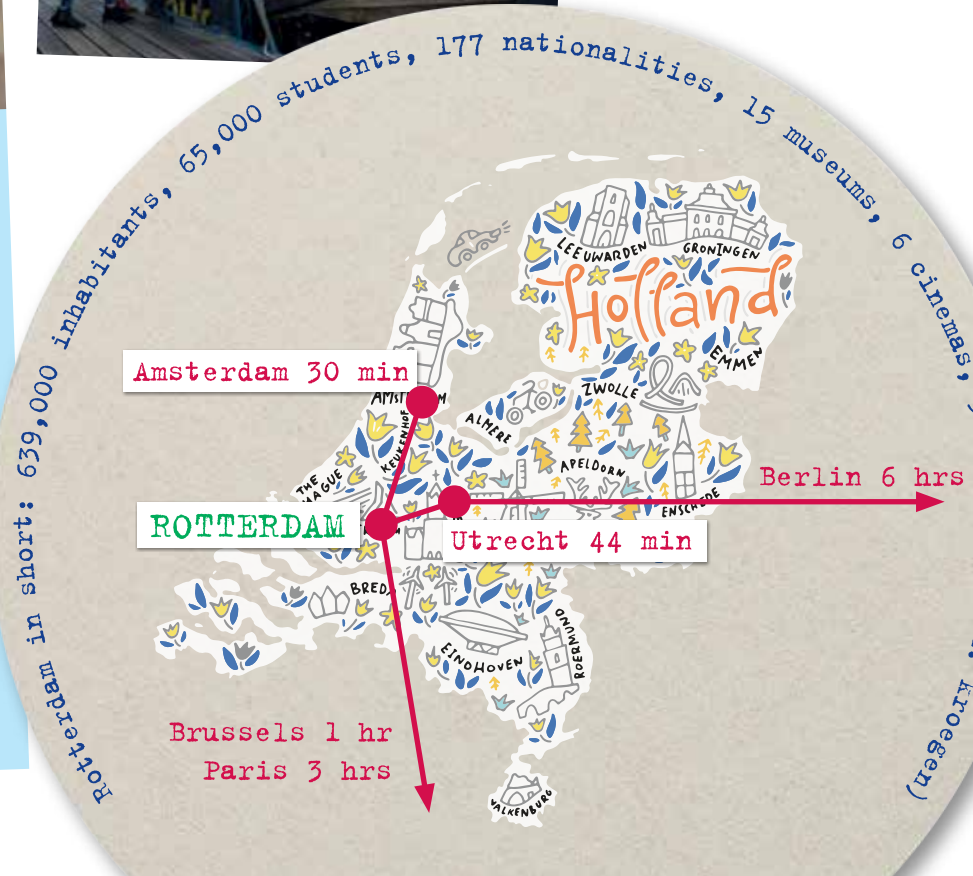 Rotterdam in short: 639,000 inhabitants, 65,000 students, 177 nationalities, 15 museums, 6 cinemas,
kroegen)
LEEUWARDEN
GRONINGEN
Holland
EMMEN
Amsterdam 30 min
ZWOLLE
ALMERE
KEUKENHOF
APELDORN
THE
HAGUE
Berlin 6 hrs
ENSCHEDE
ROTTERDAM
Utrecht 44 min
BREDA
EINDHOVEN
ROERMUND
Brussels 1 hr
Paris 3 hrs
VALKENBURG